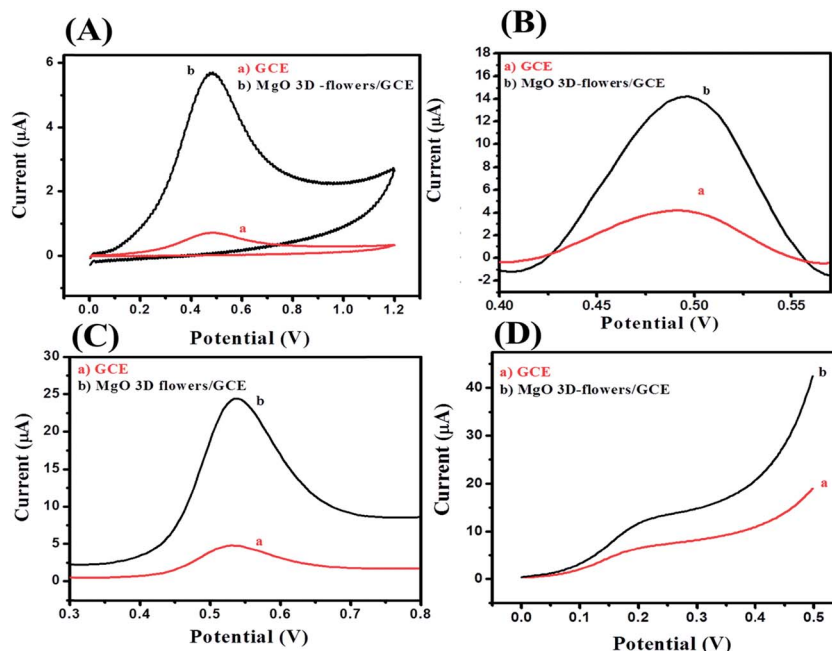 (A)
a) GCE
b) MgO 3D -flowers/GCE
b
a
6
4
2
0
0.0 0.2 0.4 0.6 0.8 1.0 1.2
Current (µA)
Potential (V)
(B)
a) GCE
b) MgO 3D-flowers/GCE
b
a
18
16
14
12
10
8
6
4
2
0
-2
0.40 0.45 0.50 0.55
Current (µA)
Potential (V)
(C)
a) GCE
b) MgO 3D flowers/GCE
b
a
30
25
20
15
10
5
0
0.3 0.4 0.5 0.6 0.7 0.8
Current (µA)
Potential (V)
(D)
a) GCE
b) MgO 3D-flowers/GCE
b
a
40
30
20
10
0
0.0 0.1 0.2 0.3 0.4 0.5
Current (µA)
Potential (V)